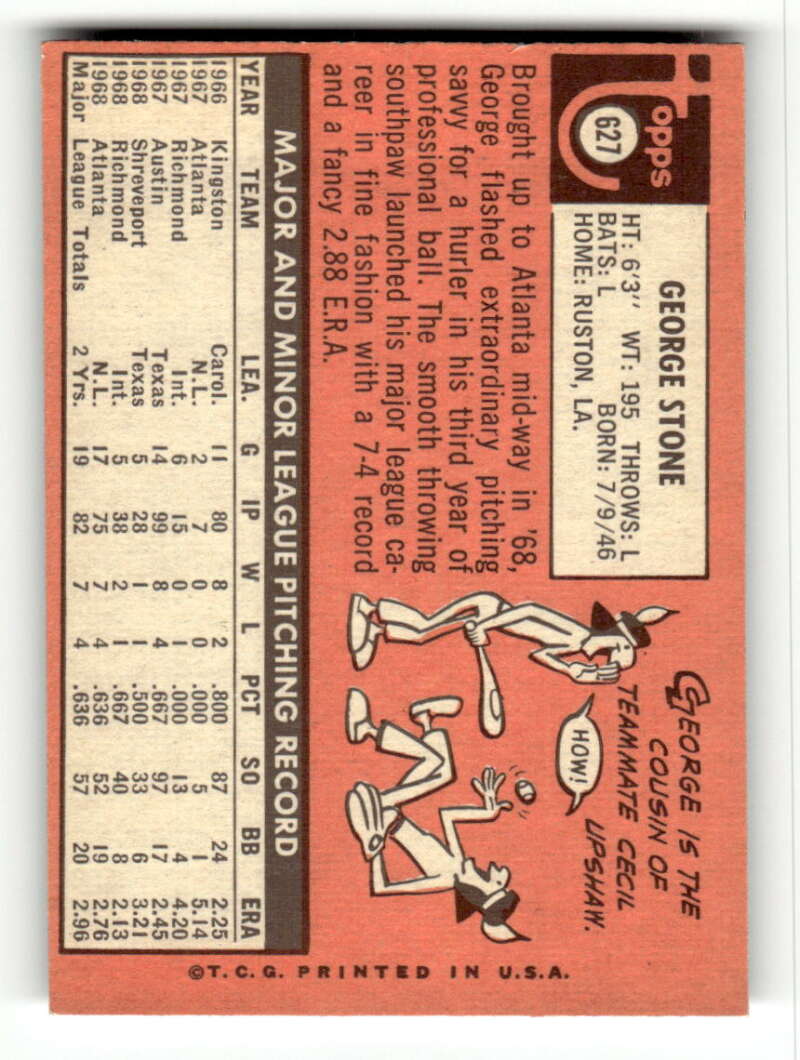 Topps
627
GEORGE STONE
HT: 6'3" WT: 195 THROWS: L
BATS: L BORN: 7/9/46
HOME: RUSTON, LA.
GEORGE IS THE
COUSIN OF
TEAMMATE CECIL
UPSHAW.
HOW!
Brought up to Atlanta mid-way in '68,
George flashed extraordinary pitching
savvy for a hurler in his third year of
professional ball. The smooth throwing
southpaw launched his major league ca-
reer in fine fashion with a 7-4 record
and a fancy 2.88 E.R.A.
MAJOR AND MINOR LEAGUE PITCHING RECORD
YEAR TEAM LEA. G IP W L PCT SO BB ERA
1966 Kingston Carol. 11 80 8 2 .800 87 24 2.25
1967 Atlanta N.L. 2 7 0 0 .000 5 1 5.14
1967 Richmond Int. 6 15 0 1 .000 13 4 4.20
1967 Austin Texas 14 99 8 4 .667 97 17 2.45
1968 Shreveport Texas 5 28 1 1 .500 33 6 3.21
1968 Richmond Int. 5 38 2 1 .667 40 8 2.13
1968 Atlanta N.L. 17 75 7 4 .636 52 19 2.76
Major League Totals 2 Yrs. 19 82 7 4 .636 57 20 2.96
©T.C.G. PRINTED IN U.S.A.